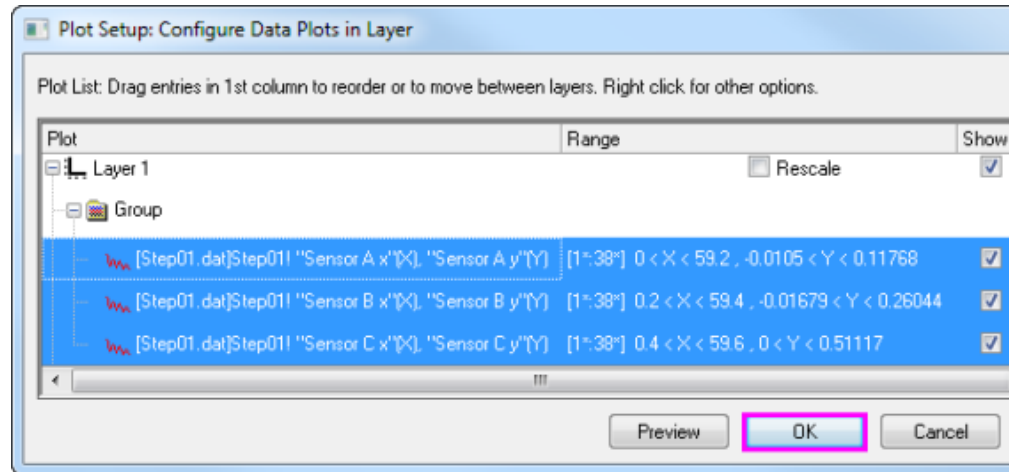 Plot Setup: Configure Data Plots in Layer
Plot List: Drag entries in 1st column to reorder or to move between layers. Right click for other options.
Plot Range Show
Layer 1 Rescale
Group
[Step01.dat]Step01! "Sensor A x"(X), "Sensor A y"(Y) [1*:38*] 0 < X < 59.2 , -0.0105 < Y < 0.11768
[Step01.dat]Step01! "Sensor B x"(X), "Sensor B y"(Y) [1*:38*] 0.2 < X < 59.4 , -0.01679 < Y < 0.26044
[Step01.dat]Step01! "Sensor C x"(X), "Sensor C y"(Y) [1*:38*] 0.4 < X < 59.6 , 0 < Y < 0.51117
Preview OK Cancel